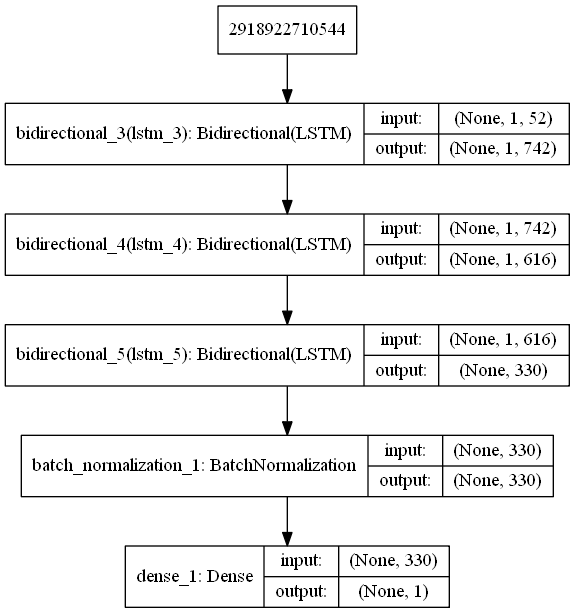 2918922710544
bidirectional_3(lstm_3): Bidirectional(LSTM)
input: (None, 1, 52)
output: (None, 1, 742)
bidirectional_4(lstm_4): Bidirectional(LSTM)
input: (None, 1, 742)
output: (None, 1, 616)
bidirectional_5(lstm_5): Bidirectional(LSTM)
input: (None, 1, 616)
output: (None, 330)
batch_normalization_1: BatchNormalization
input: (None, 330)
output: (None, 330)
dense_1: Dense
input: (None, 330)
output: (None, 1)